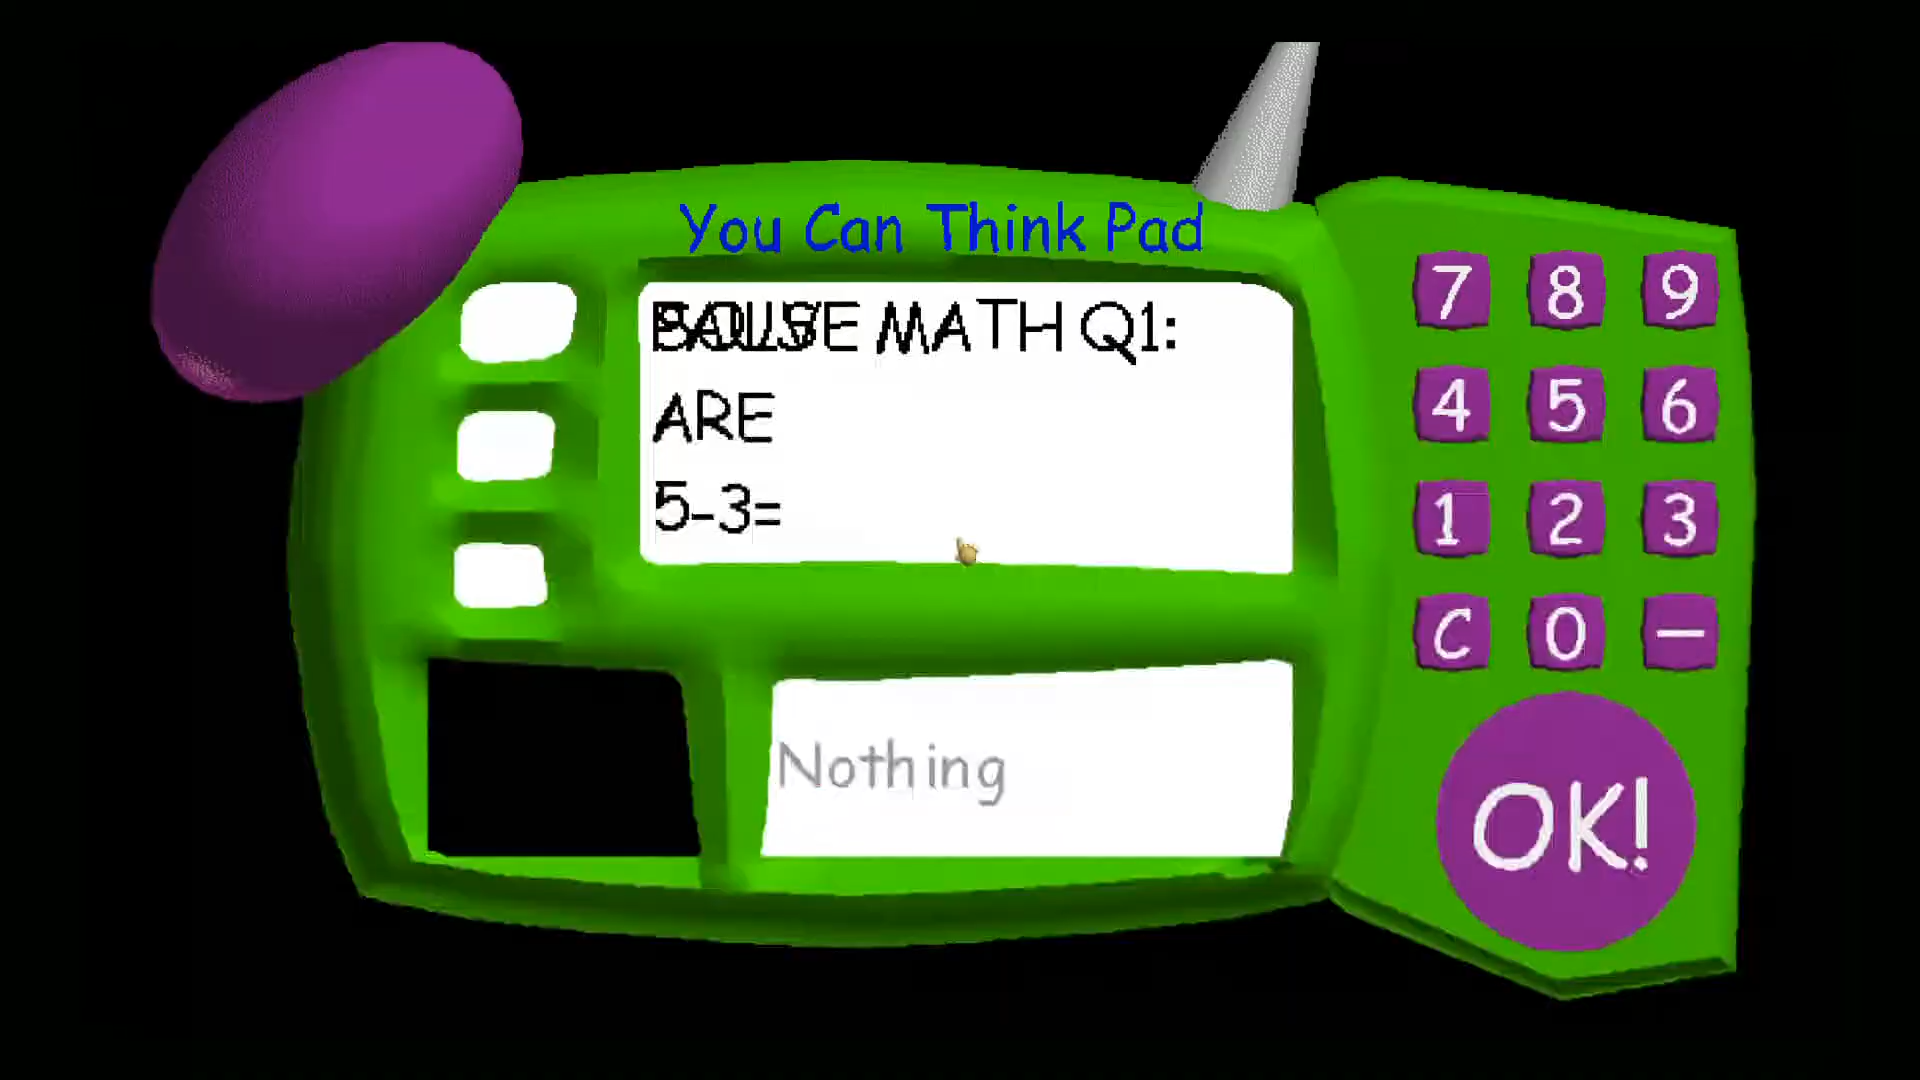 You Can Think Pad
MATH Q1:
ARE
5-3=
Nothing
7 8 9
4 5 6
1 2 3
C 0 –
OK!